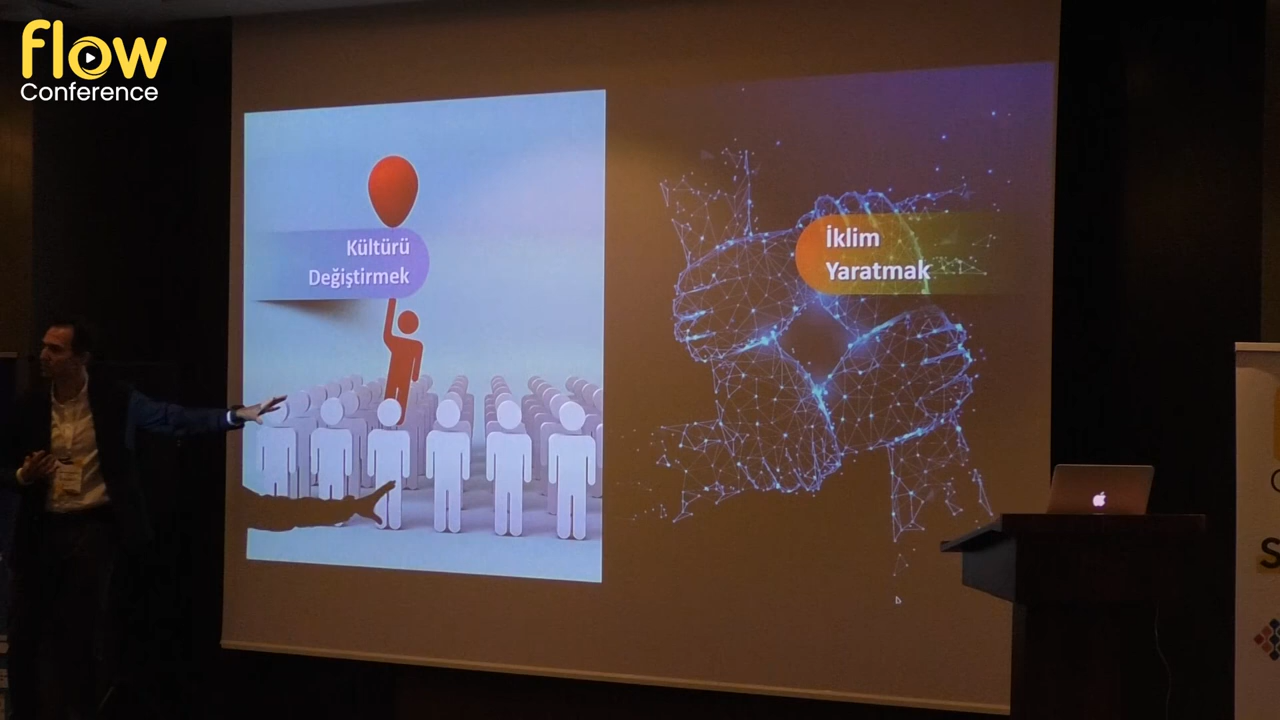 flow
Conference
Kültürü
Değiştirmek
İklim
Yaratmak